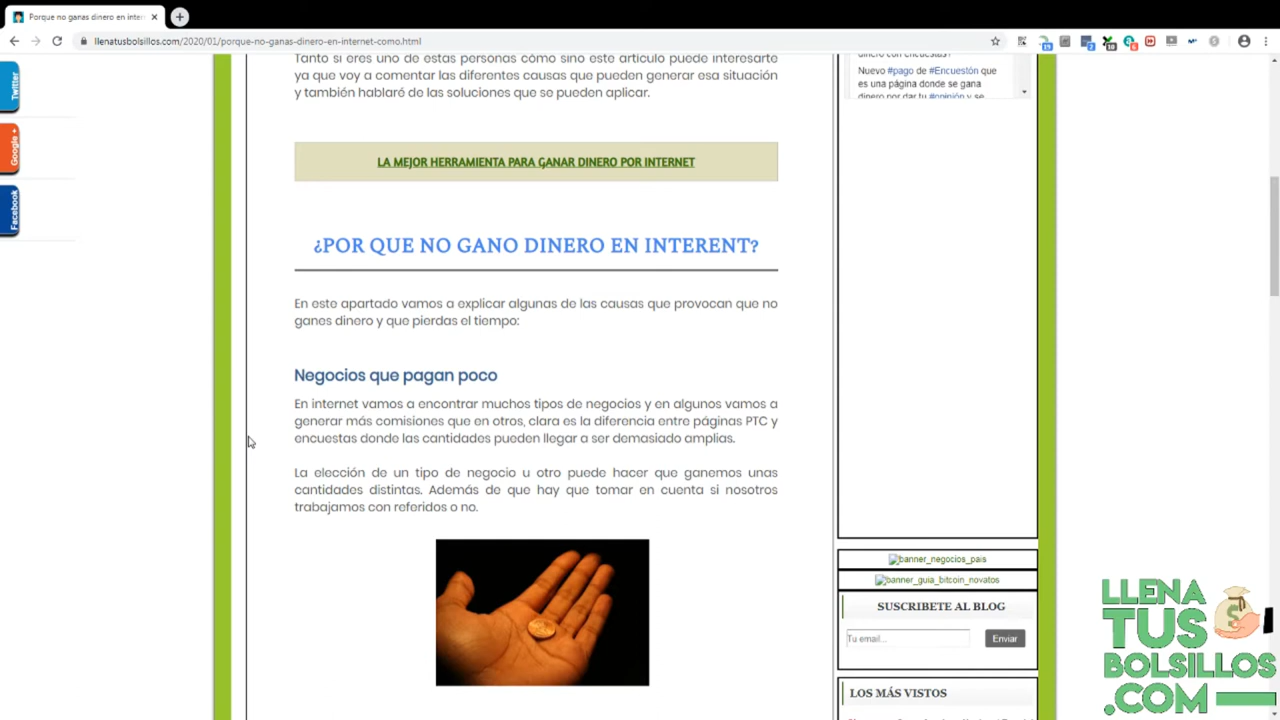 Porque no ganas dinero en inter
llenatusbolsillos.com/2020/01/porque-no-ganas-dinero-en-internet-como.html
19
7
10
6
Twitter
Google +
Facebook
Tanto si eres uno de estas personas cómo sino este articulo puede interesarte
ya que voy a comentar las diferentes causas que pueden generar esa situación
y también hablaré de las soluciones que se pueden aplicar.
LA MEJOR HERRAMIENTA PARA GANAR DINERO POR INTERNET
¿POR QUE NO GANO DINERO EN INTERENT?
En este apartado vamos a explicar algunas de las causas que provocan que no
ganes dinero y que pierdas el tiempo:
Negocios que pagan poco
En internet vamos a encontrar muchos tipos de negocios y en algunos vamos a
generar más comisiones que en otros, clara es la diferencia entre páginas PTC y
encuestas donde las cantidades pueden llegar a ser demasiado amplias.
La elección de un tipo de negocio u otro puede hacer que ganemos unas
cantidades distintas. Además de que hay que tomar en cuenta si nosotros
trabajamos con referidos o no.
dinero con encuestas?
Nuevo #pago de #Encuestón que
es una página donde se gana
dinero por dar tu #opinión y se
banner_negocios_pais
banner_guia_bitcoin_novatos
SUSCRIBETE AL BLOG
Tu email...
Enviar
LOS MÁS VISTOS
LLENA
TUS
BOLSILLOS
.COM